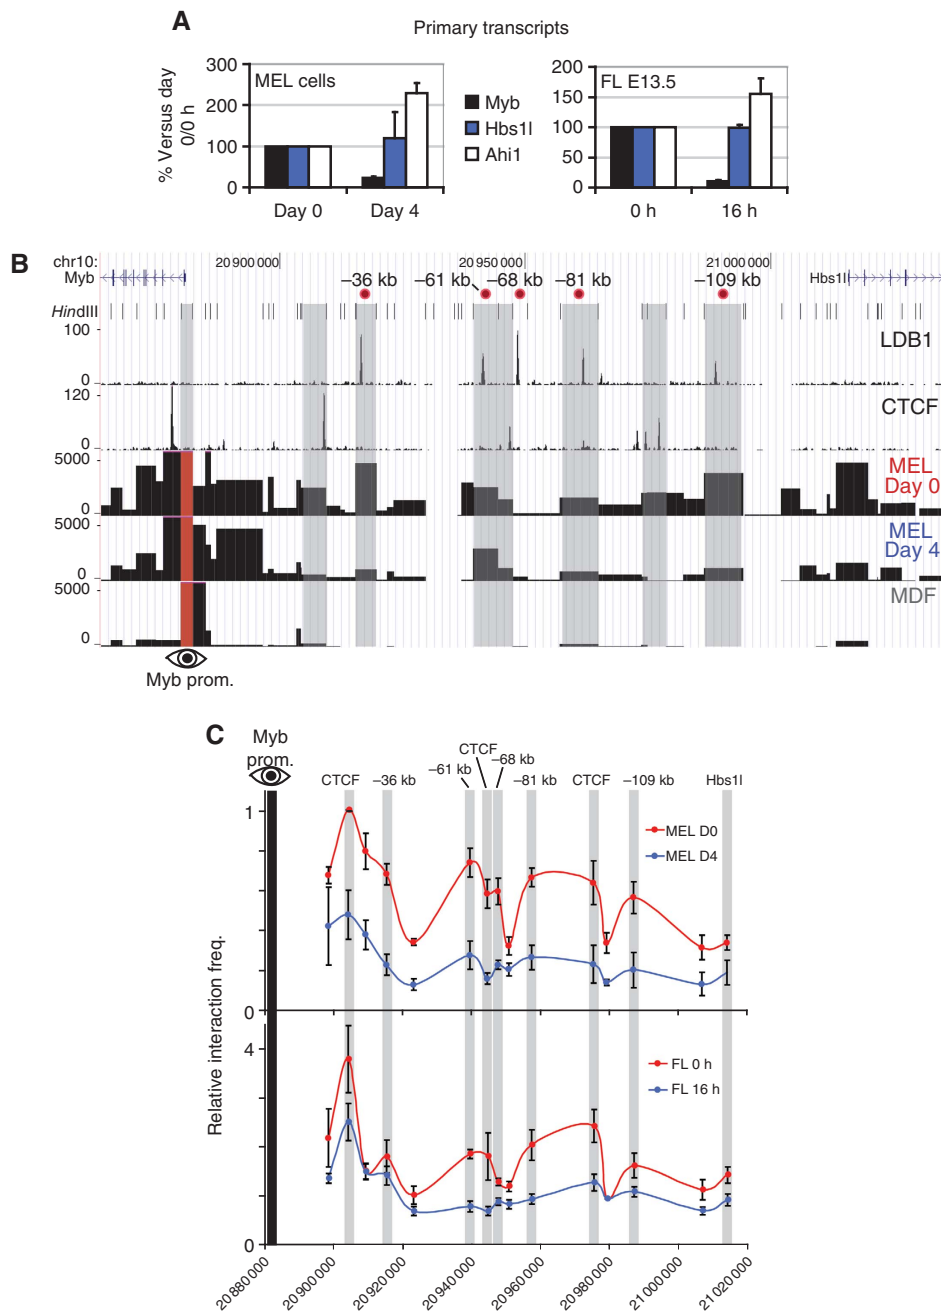 A
Primary transcripts
% Versus day
0/0 h
300
200
100
0
MEL cells
Day 0
Day 4
Myb
Hbs1l
Ahi1
200
150
100
50
0
FL E13.5
0 h
16 h
B
chr10:
20 900 000
20 950 000
21 000 000
Myb
−36 kb
−61 kb
−68 kb
−81 kb
−109 kb
Hbs1l
HindIII
100
0
LDB1
120
0
CTCF
5000
0
MEL
Day 0
5000
0
MEL
Day 4
5000
0
MDF
Myb prom.
C
Myb
prom.
CTCF
−36 kb
−61 kb
CTCF
−68 kb
−81 kb
CTCF
−109 kb
Hbs1l
Relative interaction freq.
1
0
MEL D0
MEL D4
4
0
FL 0 h
FL 16 h
20 880 000
20 900 000
20 920 000
20 940 000
20 960 000
20 980 000
21 000 000
21 020 000